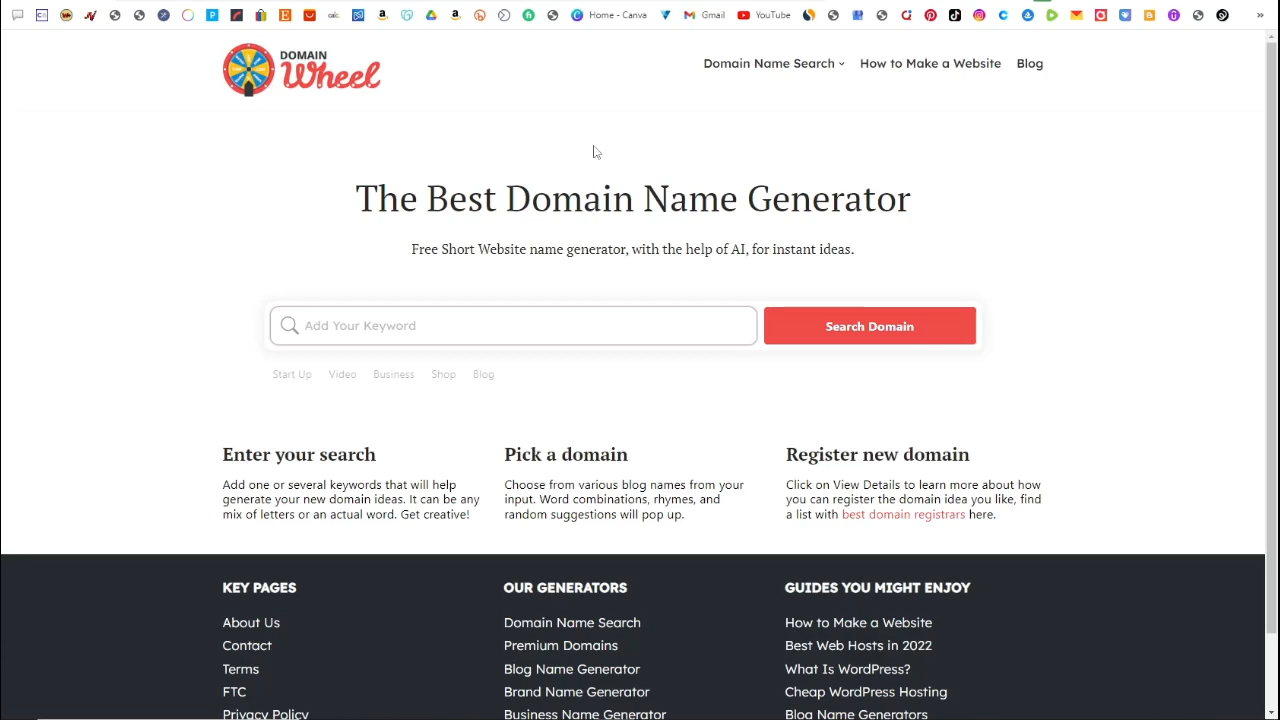 Home - Canva
Gmail
YouTube
»
DOMAIN
Wheel
Domain Name Search
How to Make a Website
Blog
The Best Domain Name Generator
Free Short Website name generator, with the help of AI, for instant ideas.
Add Your Keyword
Search Domain
Start Up
Video
Business
Shop
Blog
Enter your search
Add one or several keywords that will help
generate your new domain ideas. It can be any
mix of letters or an actual word. Get creative!
Pick a domain
Choose from various blog names from your
input. Word combinations, rhymes, and
random suggestions will pop up.
Register new domain
Click on View Details to learn more about how
you can register the domain idea you like, find
a list with best domain registrars here.
KEY PAGES
About Us
Contact
Terms
FTC
Privacy Policy
OUR GENERATORS
Domain Name Search
Premium Domains
Blog Name Generator
Brand Name Generator
Business Name Generator
GUIDES YOU MIGHT ENJOY
How to Make a Website
Best Web Hosts in 2022
What Is WordPress?
Cheap WordPress Hosting
Blog Name Generators